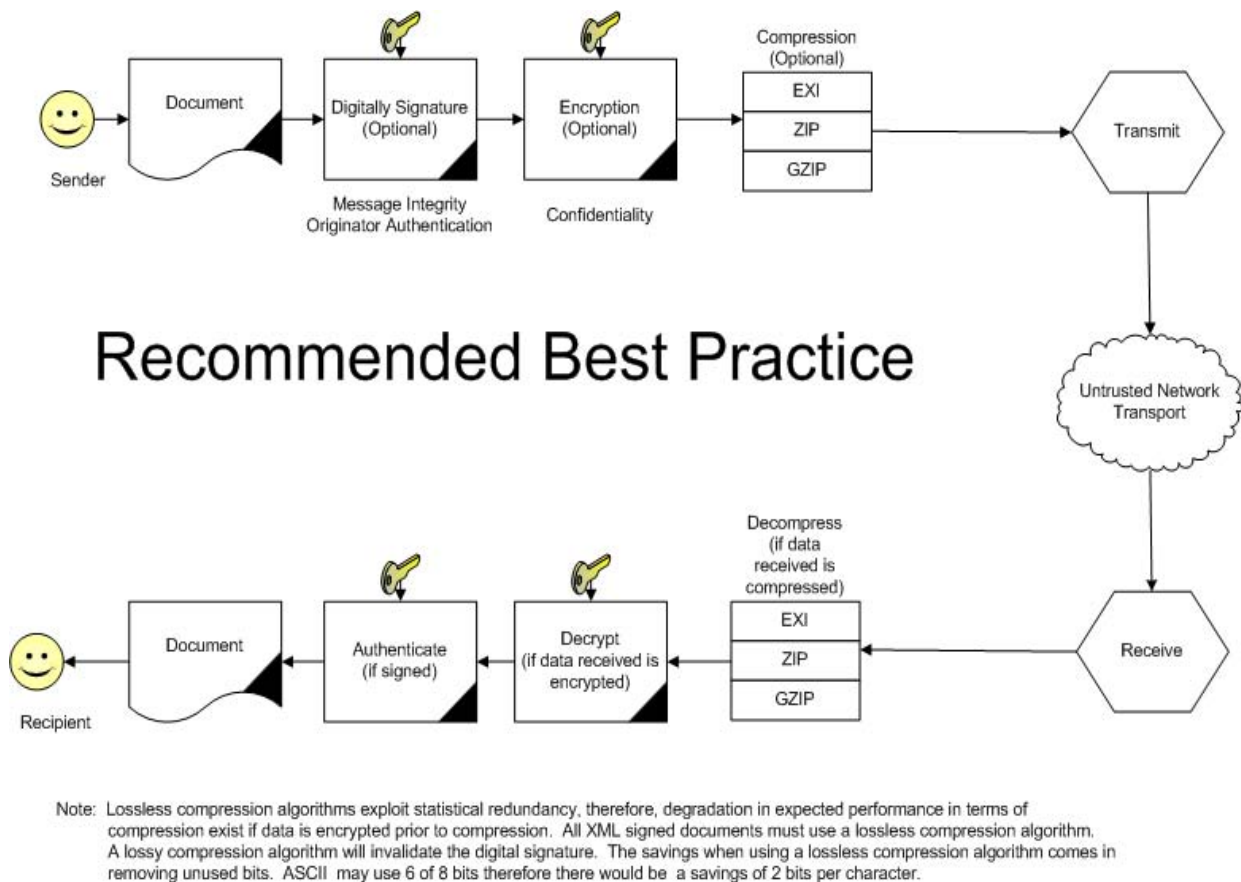 Compression
(Optional)
Document
Digitally Signature
(Optional)
Encryption
(Optional)
EXI
ZIP
GZIP
Transmit
Sender
Message Integrity
Originator Authentication
Confidentiality
Recommended Best Practice
Untrusted Network
Transport
Receive
Decompress
(if data
received is
compressed)
EXI
ZIP
GZIP
Decrypt
(if data received is
encrypted)
Authenticate
(if signed)
Document
Recipient
Note: Lossless compression algorithms exploit statistical redundancy, therefore, degradation in expected performance in terms of
compression exist if data is encrypted prior to compression. All XML signed documents must use a lossless compression algorithm.
A lossy compression algorithm will invalidate the digital signature. The savings when using a lossless compression algorithm comes in
removing unused bits. ASCII may use 6 of 8 bits therefore there would be a savings of 2 bits per character.